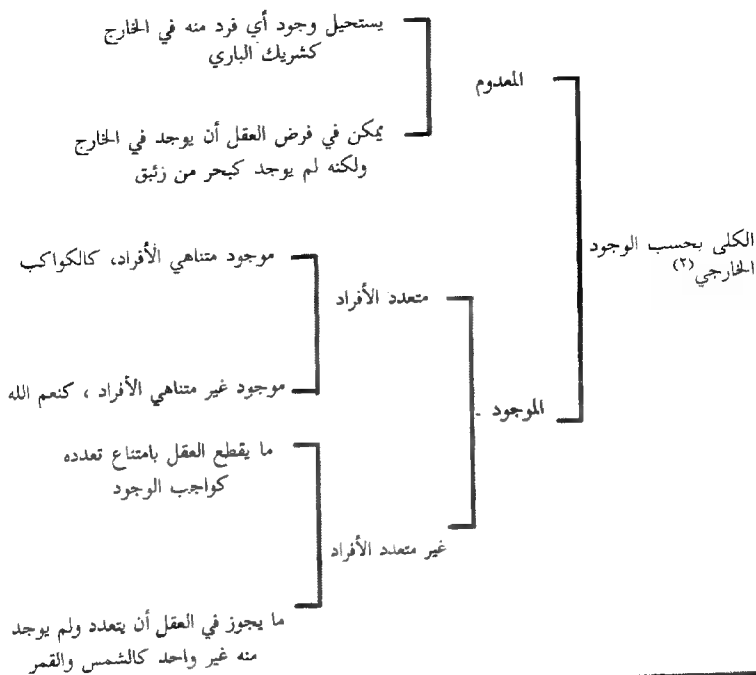 يستحيل وجود أي فرد منه في الخارج
كشريك الباري
المعدوم
يمكن في فرض العقل أن يوجد في الخارج
ولكنه لم يوجد كبحر من زئبق
الكلى بحسب الوجود
الخارجي(٢)
موجود متناهي الأفراد، كالكواكب
متعدد الأفراد
موجود غير متناهي الأفراد ، كنعم الله
الموجود
ما يقطع العقل بامتناع تعدده
كواجب الوجود
غير متعدد الأفراد
ما يجوز في العقل أن يتعدد ولم يوجد
منه غير واحد كالشمس والقمر